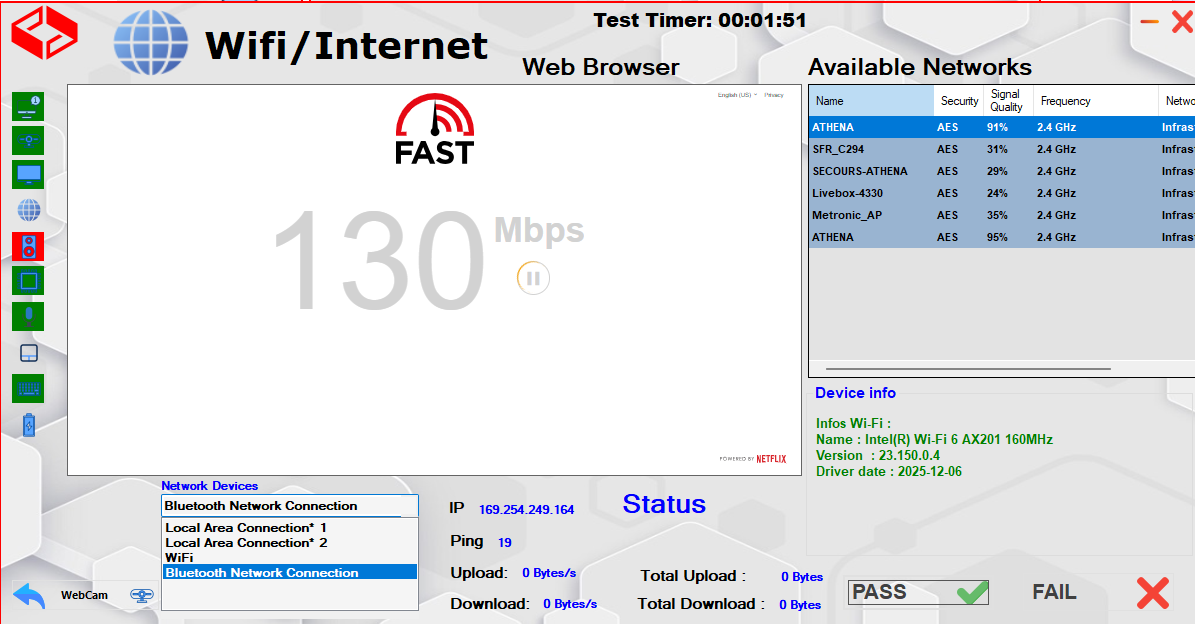 Test Timer: 00:01:51
Wifi/Internet
Web Browser
Available Networks
English (US)
Privacy
FAST
130 Mbps
POWERED BY NETFLIX
Name Security Signal Quality Frequency Netwo
ATHENA AES 91% 2.4 GHz Infras
SFR_C294 AES 31% 2.4 GHz Infras
SECOURS-ATHENA AES 29% 2.4 GHz Infras
Livebox-4330 AES 24% 2.4 GHz Infras
Metronic_AP AES 35% 2.4 GHz Infras
ATHENA AES 95% 2.4 GHz Infras
Device info
Infos Wi-Fi :
Name : Intel(R) Wi-Fi 6 AX201 160MHz
Version : 23.150.0.4
Driver date : 2025-12-06
Network Devices
Bluetooth Network Connection
Local Area Connection* 1
Local Area Connection* 2
WiFi
Bluetooth Network Connection
IP 169.254.249.164
Ping 19
Upload: 0 Bytes/s
Download: 0 Bytes/s
Status
Total Upload : 0 Bytes
Total Download : 0 Bytes
WebCam
PASS
FAIL